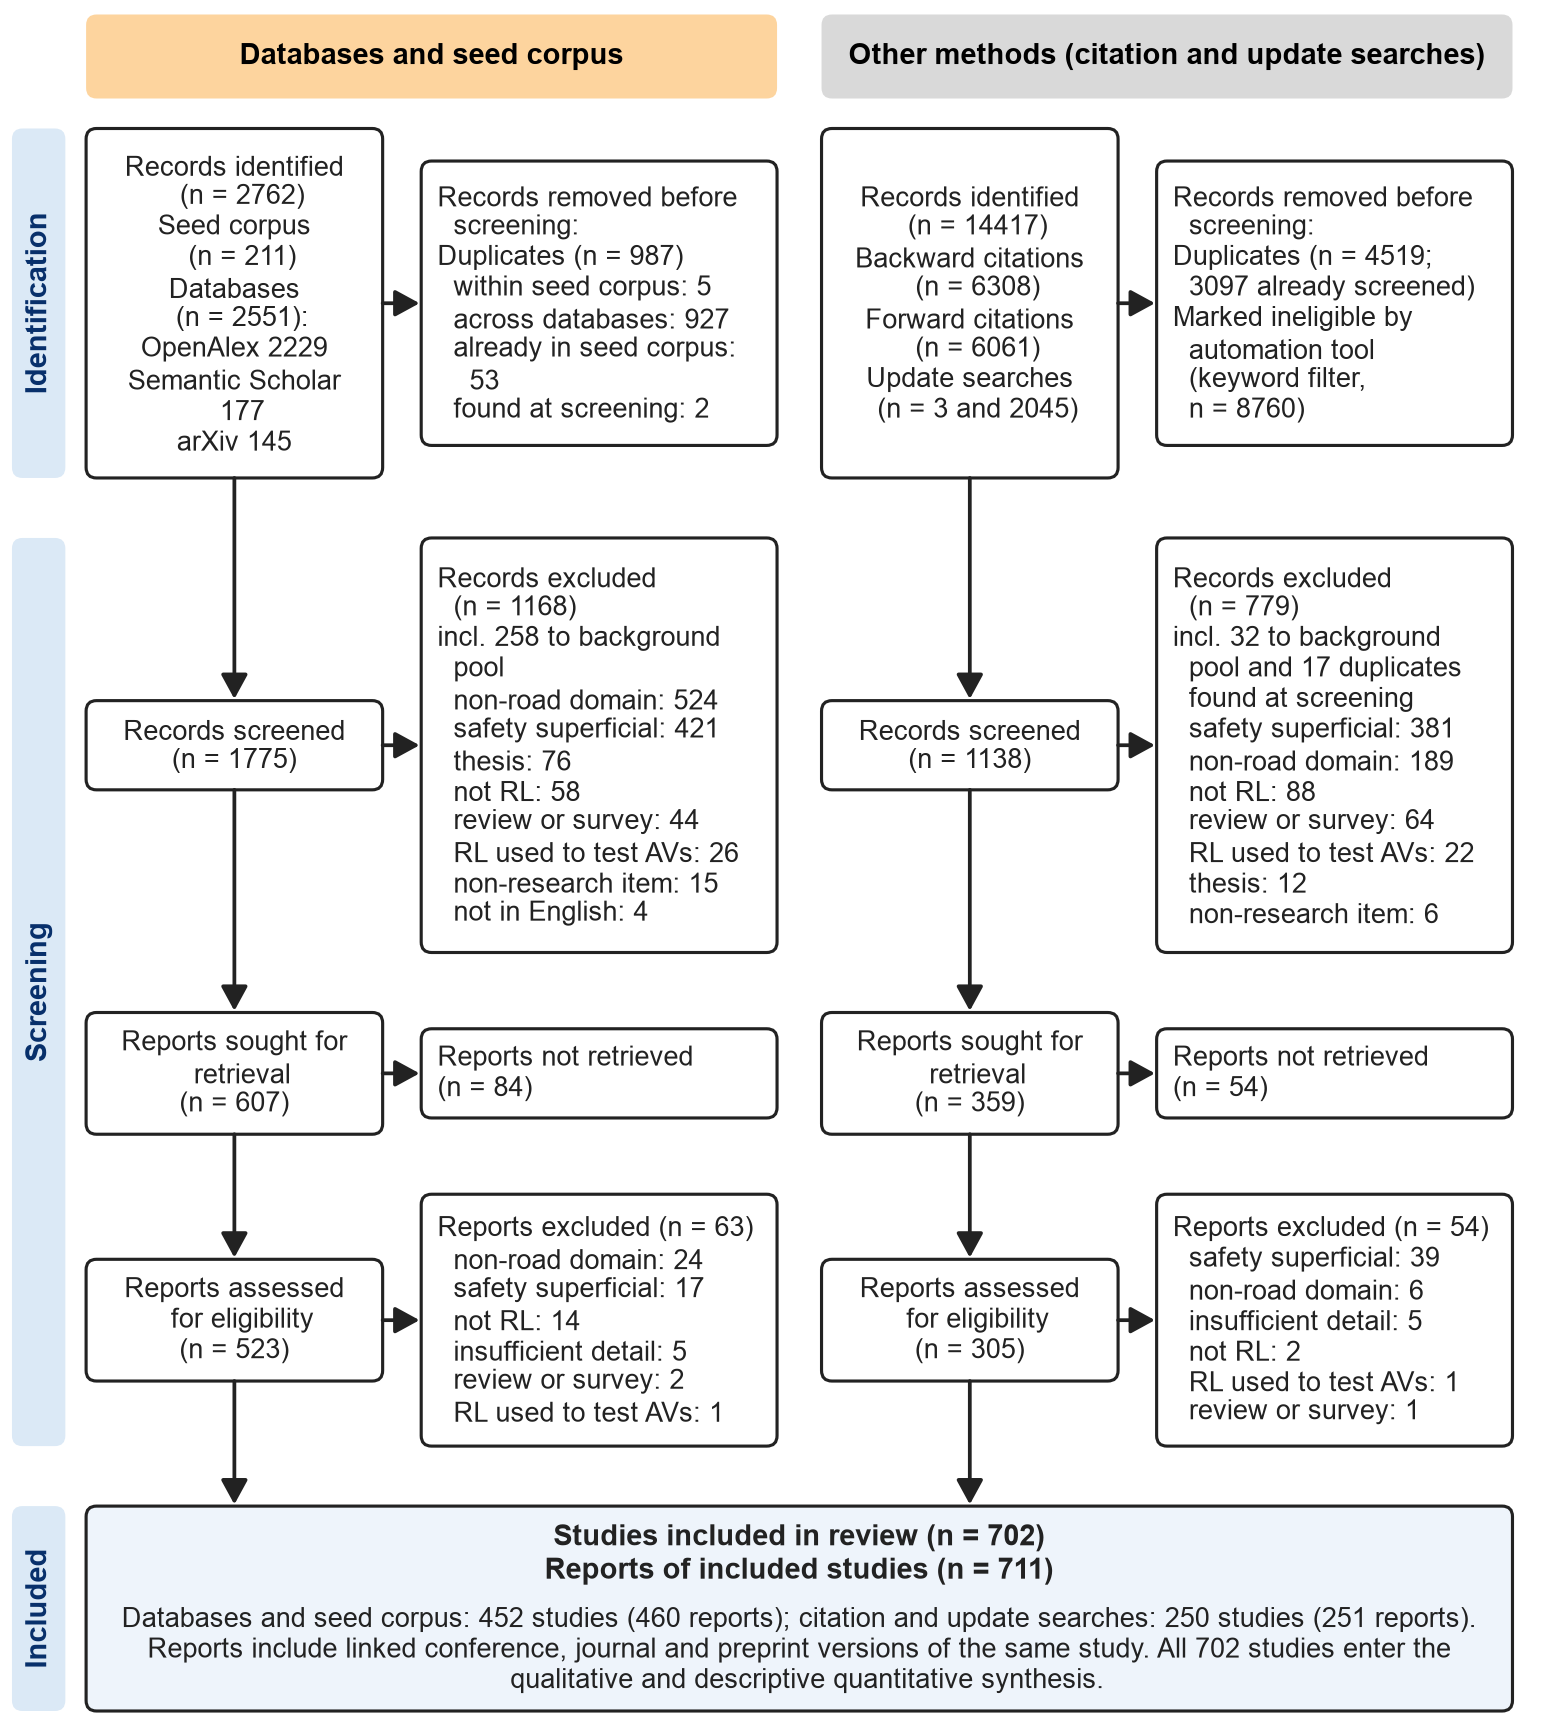 Databases and seed corpus
Other methods (citation and update searches)
Identification
Records identified
(n = 2762)
Seed corpus
(n = 211)
Databases
(n = 2551):
OpenAlex 2229
Semantic Scholar
177
arXiv 145
Records removed before
screening:
Duplicates (n = 987)
within seed corpus: 5
across databases: 927
already in seed corpus:
53
found at screening: 2
Records identified
(n = 14417)
Backward citations
(n = 6308)
Forward citations
(n = 6061)
Update searches
(n = 3 and 2045)
Records removed before
screening:
Duplicates (n = 4519;
3097 already screened)
Marked ineligible by
automation tool
(keyword filter,
n = 8760)
Screening
Records screened
(n = 1775)
Records excluded
(n = 1168)
incl. 258 to background
pool
non-road domain: 524
safety superficial: 421
thesis: 76
not RL: 58
review or survey: 44
RL used to test AVs: 26
non-research item: 15
not in English: 4
Records screened
(n = 1138)
Records excluded
(n = 779)
incl. 32 to background
pool and 17 duplicates
found at screening
safety superficial: 381
non-road domain: 189
not RL: 88
review or survey: 64
RL used to test AVs: 22
thesis: 12
non-research item: 6
Reports sought for
retrieval
(n = 607)
Reports not retrieved
(n = 84)
Reports sought for
retrieval
(n = 359)
Reports not retrieved
(n = 54)
Reports assessed
for eligibility
(n = 523)
Reports excluded (n = 63)
non-road domain: 24
safety superficial: 17
not RL: 14
insufficient detail: 5
review or survey: 2
RL used to test AVs: 1
Reports assessed
for eligibility
(n = 305)
Reports excluded (n = 54)
safety superficial: 39
non-road domain: 6
insufficient detail: 5
not RL: 2
RL used to test AVs: 1
review or survey: 1
Included
Studies included in review (n = 702)
Reports of included studies (n = 711)
Databases and seed corpus: 452 studies (460 reports); citation and update searches: 250 studies (251 reports).
Reports include linked conference, journal and preprint versions of the same study. All 702 studies enter the
qualitative and descriptive quantitative synthesis.